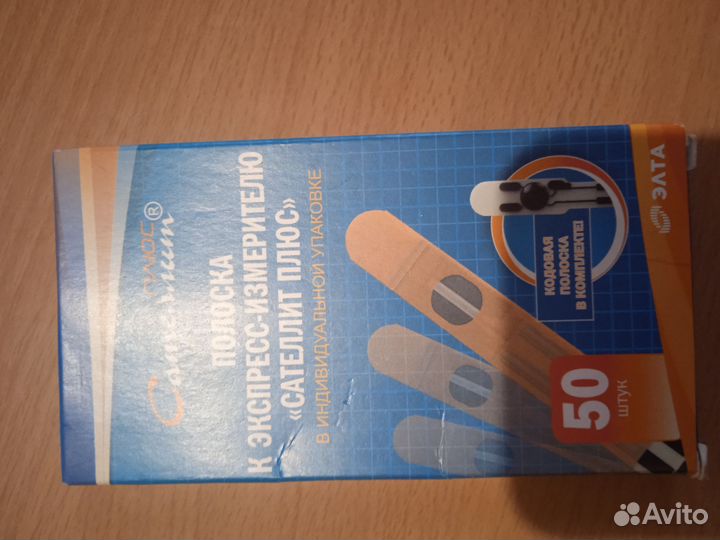 Сателлит® плюс
ПОЛОСКА
К ЭКСПРЕСС-ИЗМЕРИТЕЛЮ
«САТЕЛЛИТ ПЛЮС»
В ИНДИВИДУАЛЬНОЙ УПАКОВКЕ
КОДОВАЯ
ПОЛОСКА
В КОМПЛЕКТЕ!
50
штук
ЭЛТА
Avito